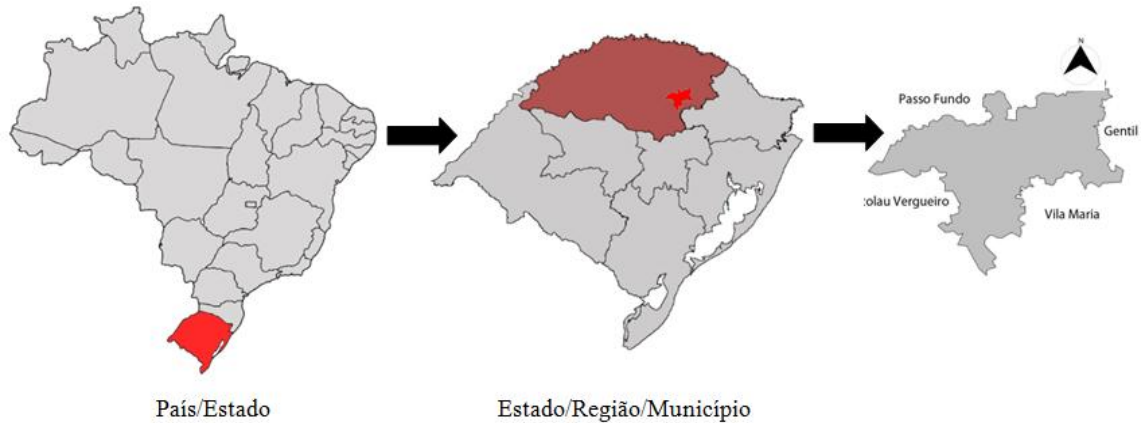 N
Passo Fundo
Gentil
colau Vergueiro
Vila Maria
País/Estado
Estado/Região/Município